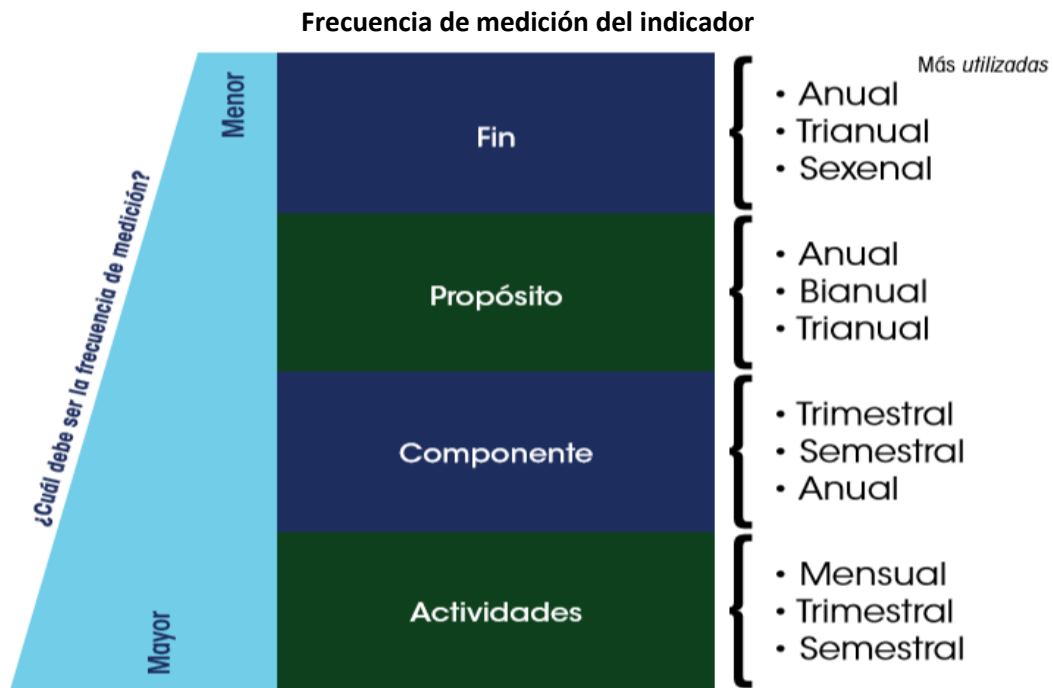 Frecuencia de medición del indicador
Más utilizadas
¿Cuál debe ser la frecuencia de medición?
Menor
Fin
• Anual
• Trianual
• Sexenal
Propósito
• Anual
• Bianual
• Trianual
Componente
• Trimestral
• Semestral
• Anual
Mayor
Actividades
• Mensual
• Trimestral
• Semestral